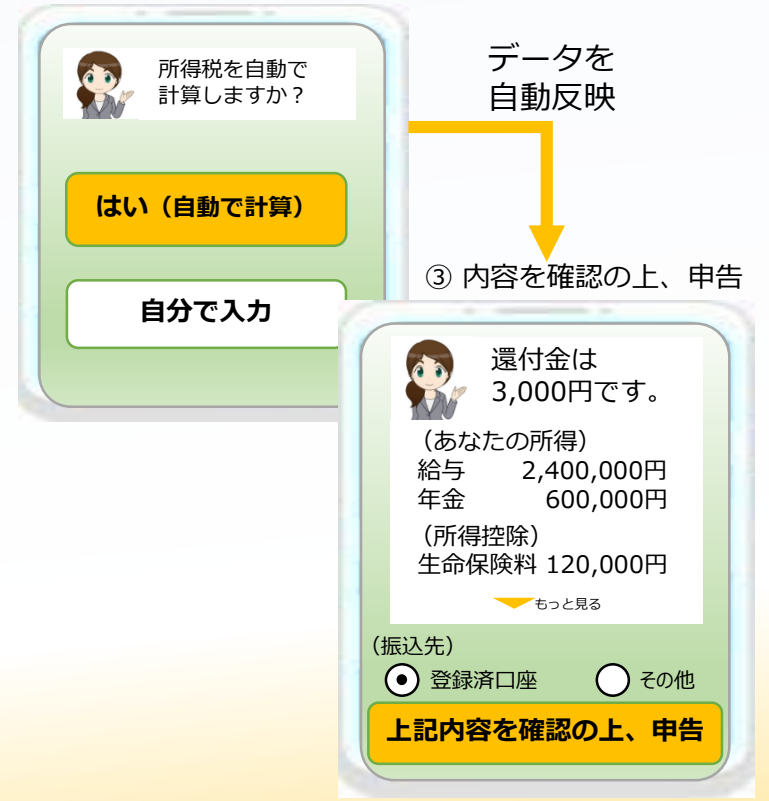 所得税を自動で
計算しますか？
はい（自動で計算）
自分で入力
データを
自動反映
③ 内容を確認の上、申告
還付金は
3,000円です。
（あなたの所得）
給与 2,400,000円
年金 600,000円
（所得控除）
生命保険料 120,000円
もっと見る
（振込先）
登録済口座 その他
上記内容を確認の上、申告